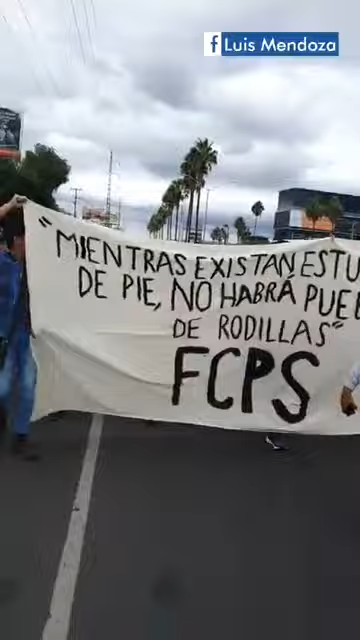 Luis Mendoza
"MIENTRAS EXISTAN ESTU
DE PIE, NO HABRÁ PUEB
DE RODILLAS"
FCPS